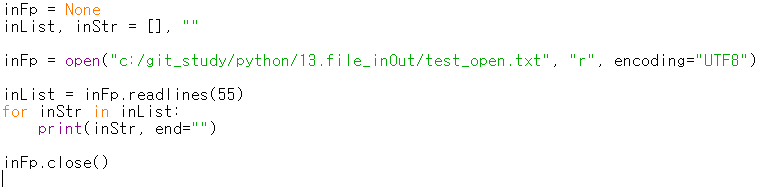 inFp = None
inList, inStr = [], ""
inFp = open("c:/git_study/python/13.file_inOut/test_open.txt", "r", encoding="UTF8")
inList = inFp.readlines(55)
for inStr in inList:
    print(inStr, end="")
inFp.close()